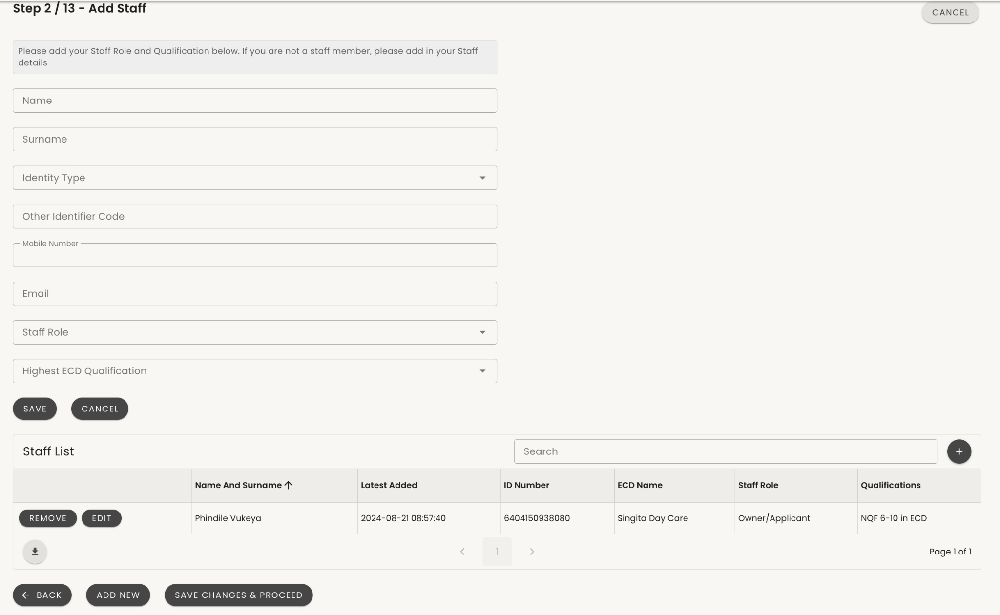 Step 2 / 13 - Add Staff
CANCEL
Please add your Staff Role and Qualification below. If you are not a staff member, please add in your Staff
details
Name
Surname
Identity Type
Other Identifier Code
Mobile Number
Email
Staff Role
Highest ECD Qualification
SAVE CANCEL
Staff List Search
Name And Surname Latest Added ID Number ECD Name Staff Role Qualifications
REMOVE EDIT Phindile Vukeya 2024-08-21 08:57:40 6404150938080 Singita Day Care Owner/Applicant NQF 6-10 in ECD
1 Page 1 of 1
BACK ADD NEW SAVE CHANGES & PROCEED